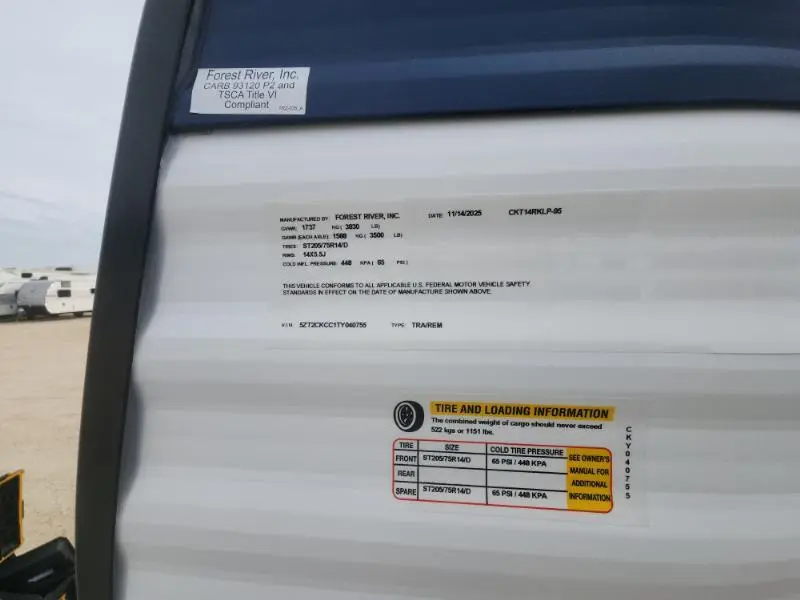 Forest River, Inc.
CARB 93120 P2 and
TSCA Title VI
Compliant
MANUFACTURED BY: FOREST RIVER, INC. DATE: 11/14/2025 CKT14RKLP-95
GVWR: 1737 KG ( 3830 LB)
GAWR (EACH AXLE): 1588 KG ( 3500 LB)
TIRES: ST205/75R14/D
RIMS: 14X5.5J
COLD INFL. PRESSURE: 448 KPA ( 65 PSI)
THIS VEHICLE CONFORMS TO ALL APPLICABLE U.S. FEDERAL MOTOR VEHICLE SAFETY
STANDARDS IN EFFECT ON THE DATE OF MANUFACTURE SHOWN ABOVE.
V.I.N: 5ZT2CKCC1TY040755 TYPE: TRA/REM
TIRE AND LOADING INFORMATION
The combined weight of cargo should never exceed
522 kgs or 1151 lbs.
TIRE SIZE COLD TIRE PRESSURE
FRONT ST205/75R14/D 65 PSI / 448 KPA
REAR
SPARE ST205/75R14/D 65 PSI / 448 KPA
SEE OWNER'S
MANUAL FOR
ADDITIONAL
INFORMATION
CKY040755